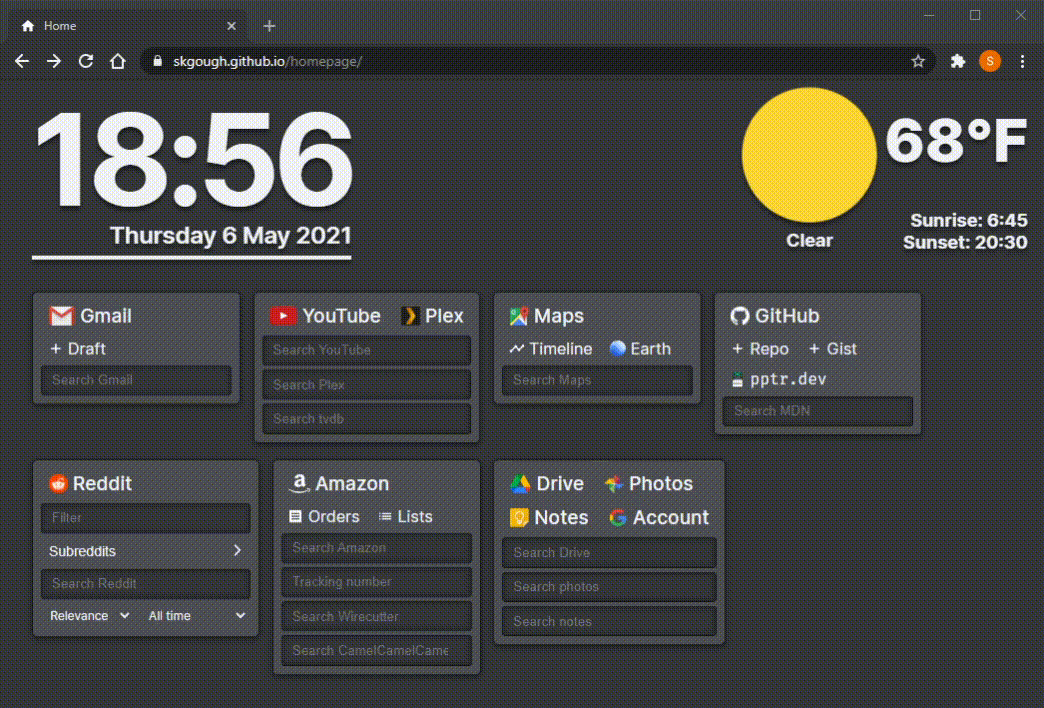 Home
skgough.github.io/homepage/
S
18:56
Thursday 6 May 2021
68°F
Clear
Sunrise: 6:45
Sunset: 20:30
Gmail
+ Draft
Search Gmail
YouTube Plex
Search YouTube
Search Plex
Search tvdb
Maps
Timeline Earth
Search Maps
GitHub
+ Repo + Gist
pptr.dev
Search MDN
Reddit
Filter
Subreddits
Search Reddit
Relevance All time
Amazon
Orders Lists
Search Amazon
Tracking number
Search Wirecutter
Search CamelCamelCame
Drive Photos
Notes Account
Search Drive
Search photos
Search notes